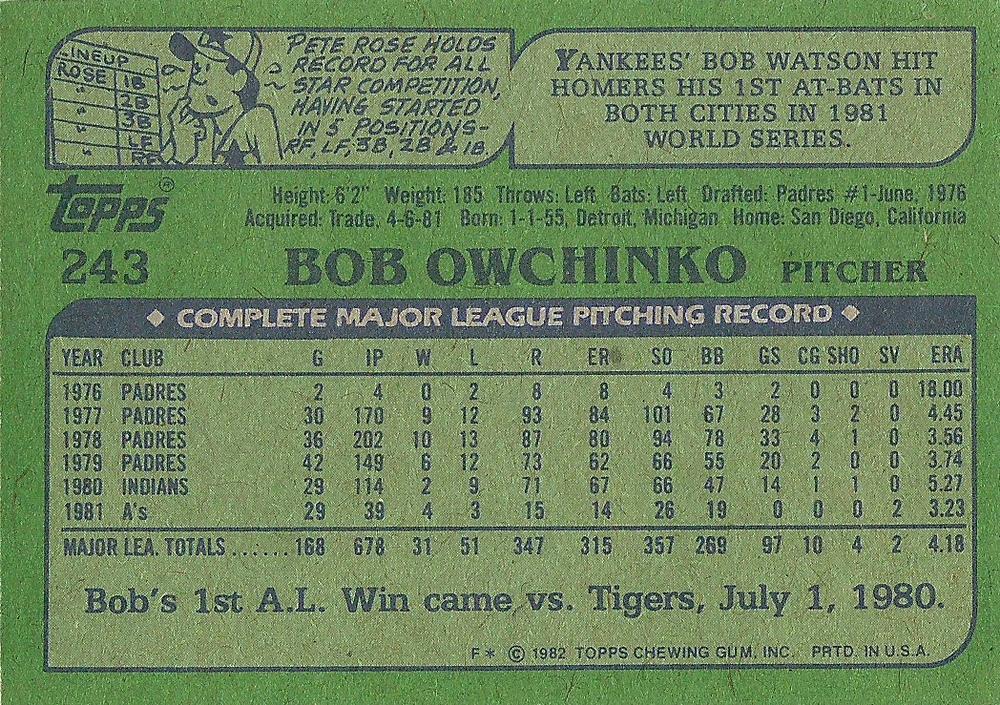 LINEUP
ROSE 1B
" 2B
" 3B
" LF
" RF
PETE ROSE HOLDS
RECORD FOR ALL
STAR COMPETITION,
HAVING STARTED
IN 5 POSITIONS-
RF, LF, 3B, 2B & 1B.
YANKEES' BOB WATSON HIT
HOMERS HIS 1ST AT-BATS IN
BOTH CITIES IN 1981
WORLD SERIES.
Topps®
Height: 6'2" Weight: 185 Throws: Left Bats: Left Drafted: Padres #1-June, 1976
Acquired: Trade, 4-6-81 Born: 1-1-55, Detroit, Michigan Home: San Diego, California
243 BOB OWCHINKO PITCHER
COMPLETE MAJOR LEAGUE PITCHING RECORD
YEAR CLUB G IP W L R ER SO BB GS CG SHO SV ERA
1976 PADRES 2 4 0 2 8 8 4 3 2 0 0 0 18.00
1977 PADRES 30 170 9 12 93 84 101 67 28 3 2 0 4.45
1978 PADRES 36 202 10 13 87 80 94 78 33 4 1 0 3.56
1979 PADRES 42 149 6 12 73 62 66 55 20 2 0 0 3.74
1980 INDIANS 29 114 2 9 71 67 66 47 14 1 1 0 5.27
1981 A's 29 39 4 3 15 14 26 19 0 0 0 2 3.23
MAJOR LEA. TOTALS......168 678 31 51 347 315 357 269 97 10 4 2 4.18
Bob's 1st A.L. Win came vs. Tigers, July 1, 1980.
F* © 1982 TOPPS CHEWING GUM, INC. PRTD. IN U.S.A.